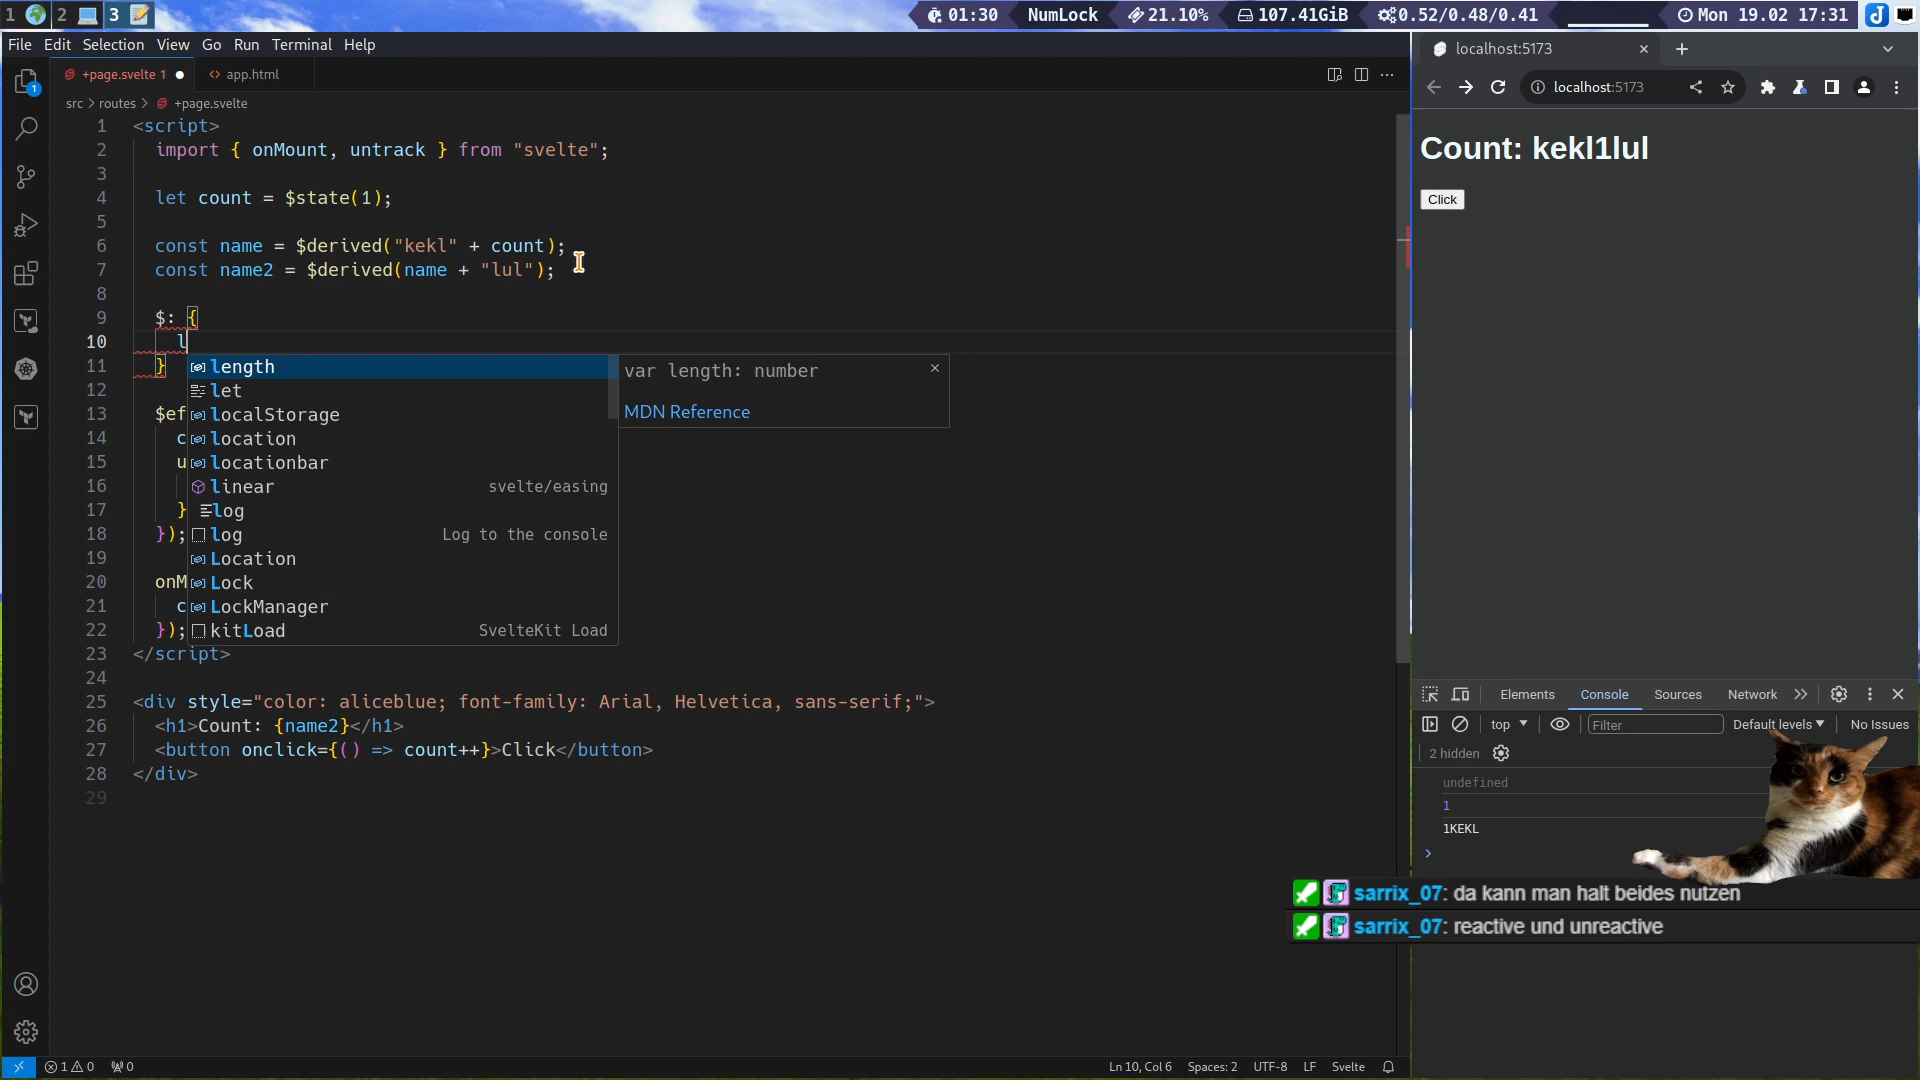 1 2 3 01:30 NumLock 21.10% 107.41GiB 0.52/0.48/0.41 Mon 19.02 17:31
File Edit Selection View Go Run Terminal Help
+page.svelte 1 ● <> app.html
src > routes > +page.svelte
1 <script>
2 import { onMount, untrack } from "svelte";
3
4 let count = $state(1);
5
6 const name = $derived("kekl" + count);
7 const name2 = $derived(name + "lul");
8
9 $: {
10 l
11 }
12
13 $ef
14 c
15 u
16
17 }
18 });
19
20 onM
21 c
22 });
23 </script>
24
25 <div style="color: aliceblue; font-family: Arial, Helvetica, sans-serif;">
26 <h1>Count: {name2}</h1>
27 <button onclick={() => count++}>Click</button>
28 </div>
29
length
let
localStorage
location
locationbar
linear svelte/easing
log
log Log to the console
Location
Lock
LockManager
kitLoad SvelteKit Load
var length: number
MDN Reference
1
1 0 0
Ln 10, Col 6 Spaces: 2 UTF-8 LF Svelte
localhost:5173
localhost:5173
Count: kekl1lul
Click
Elements Console Sources Network
top Filter Default levels No Issues
2 hidden
undefined
1
1KEKL
sarrix_07: da kann man halt beides nutzen
sarrix_07: reactive und unreactive